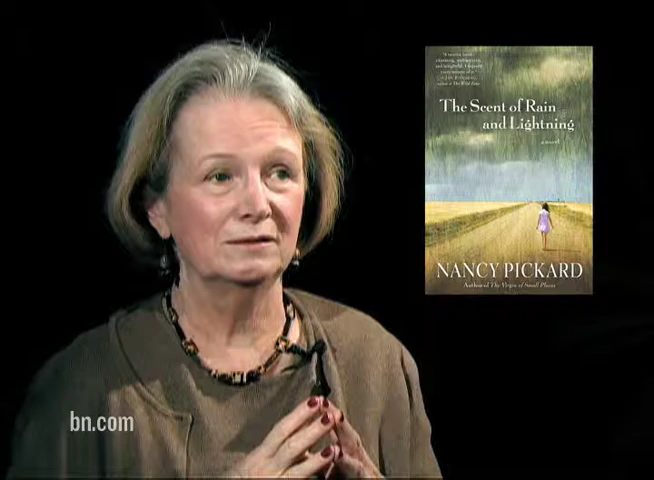 The Scent of Rain
and Lightning
a novel
NANCY PICKARD
Author of The Virgin of Small Plains
bn.com